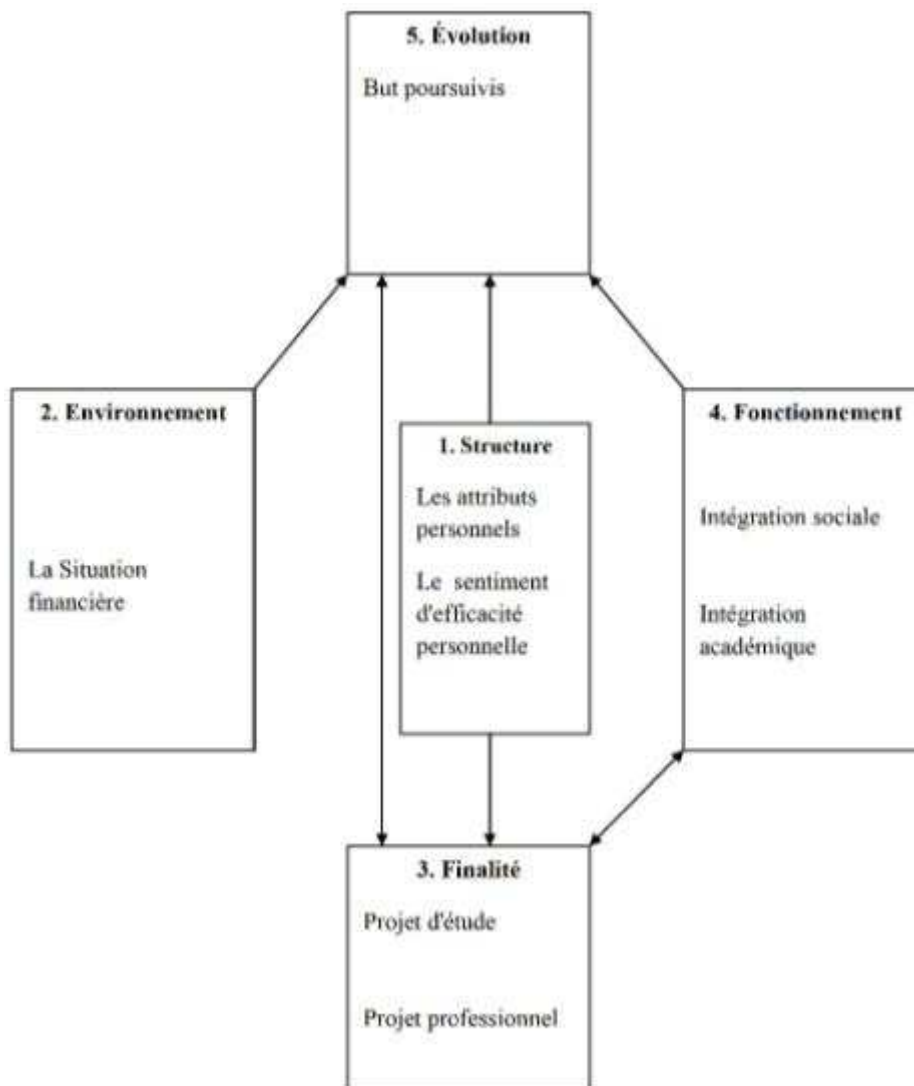 5. Évolution
But poursuivis
2. Environnement
La Situation
financière
1. Structure
Les attributs
personnels
Le sentiment
d'efficacité
personnelle
4. Fonctionnement
Intégration sociale
Intégration
académique
3. Finalité
Projet d'étude
Projet professionnel